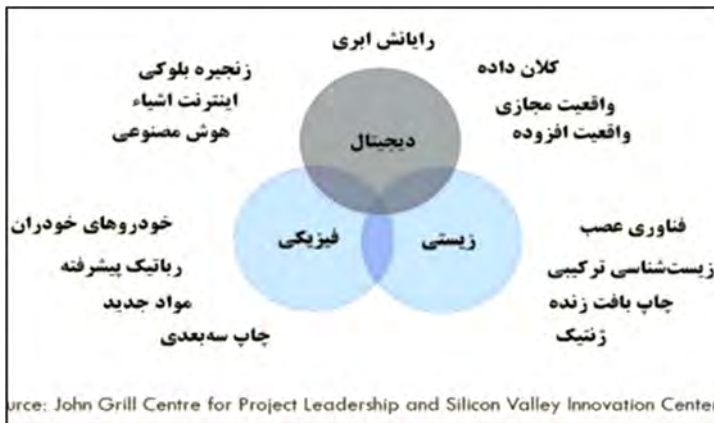 رایانش ابری
کلان داده
زنجیره بلوکی
واقعیت مجازی
اینترنت اشیاء
واقعیت افزوده
هوش مصنوعی
دیجیتال
زیستی
فیزیکی
فناوری عصب
خودروهای خودران
زیست‌شناسی ترکیبی
رباتیک پیشرفته
چاپ بافت زنده
مواد جدید
ژنتیک
چاپ سه‌بعدی
urce: John Grill Centre for Project Leadership and Silicon Valley Innovation Center